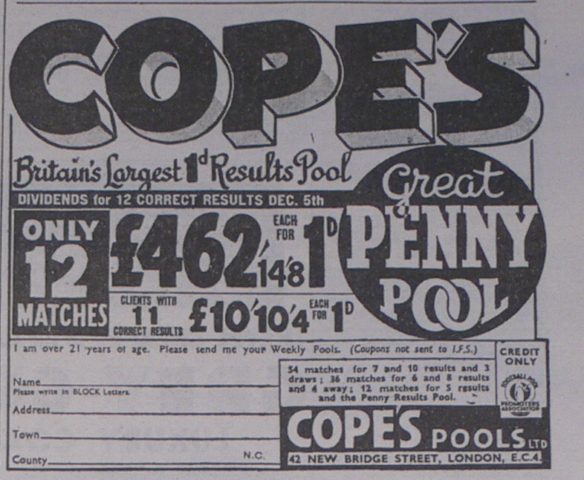 COPE'S
Britain's Largest 1d Results Pool
DIVIDENDS for 12 CORRECT RESULTS DEC. 5th
Great
PENNY
POOL
ONLY
12
MATCHES
£462'14'8 EACH FOR 1D
CLIENTS WITH
11
CORRECT RESULTS
£10'10'4 EACH FOR 1D
I am over 21 years of age. Please send me your Weekly Pools. (Coupons not sent to I.F.S.)
Name
Please write in BLOCK Letters.
Address
Town
County N.C.
54 matches for 7 and 10 results and 3
draws; 36 matches for 6 and 8 results
and 4 away; 12 matches for 5 results
and the Penny Results Pool.
CREDIT
ONLY
FOOTBALL POOL
PROMOTERS
ASSOCIATION
COPE'S POOLS LTD
42 NEW BRIDGE STREET, LONDON, E.C.4.